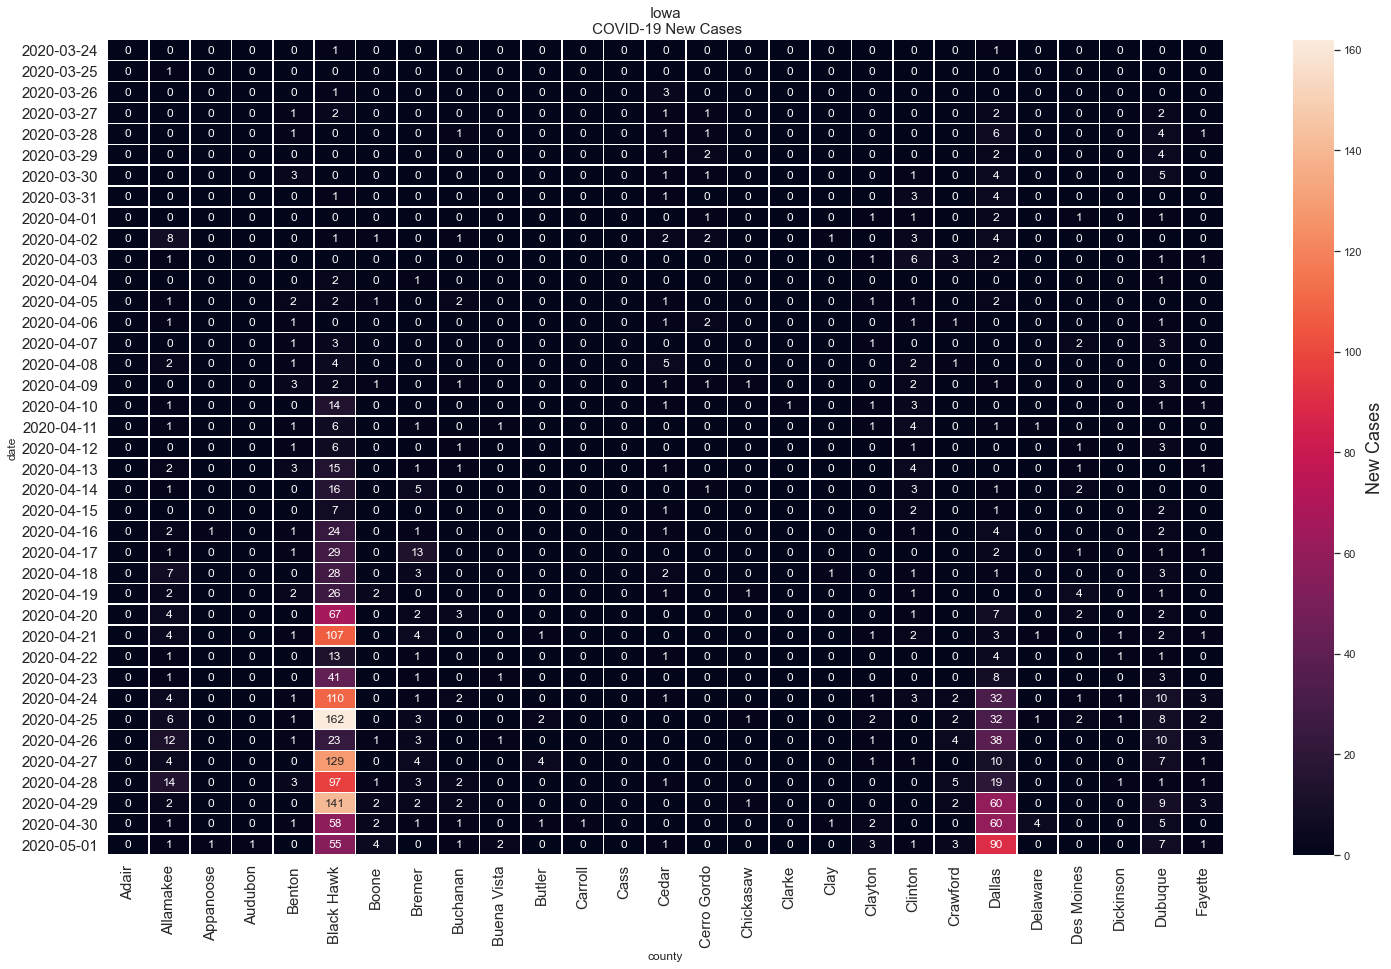 Iowa
COVID-19 New Cases
2020-03-24 0 0 0 0 0 1 0 0 0 0 0 0 0 0 0 0 0 0 0 0 0 1 0 0 0 0 0
2020-03-25 0 1 0 0 0 0 0 0 0 0 0 0 0 0 0 0 0 0 0 0 0 0 0 0 0 0 0
2020-03-26 0 0 0 0 0 1 0 0 0 0 0 0 0 3 0 0 0 0 0 0 0 0 0 0 0 0 0
2020-03-27 0 0 0 0 1 2 0 0 0 0 0 0 0 1 1 0 0 0 0 0 0 2 0 0 0 2 0
2020-03-28 0 0 0 0 1 0 0 0 1 0 0 0 0 1 1 0 0 0 0 0 0 6 0 0 0 4 1
2020-03-29 0 0 0 0 0 0 0 0 0 0 0 0 0 1 2 0 0 0 0 0 0 2 0 0 0 4 0
2020-03-30 0 0 0 0 3 0 0 0 0 0 0 0 0 1 1 0 0 0 0 1 0 4 0 0 0 5 0
2020-03-31 0 0 0 0 0 1 0 0 0 0 0 0 0 1 0 0 0 0 0 3 0 4 0 0 0 0 0
2020-04-01 0 0 0 0 0 0 0 0 0 0 0 0 0 0 1 0 0 0 1 1 0 2 0 1 0 1 0
2020-04-02 0 8 0 0 0 1 1 0 1 0 0 0 0 2 2 0 0 1 0 3 0 4 0 0 0 0 0
2020-04-03 0 1 0 0 0 0 0 0 0 0 0 0 0 0 0 0 0 0 1 6 3 2 0 0 0 1 1
2020-04-04 0 0 0 0 0 2 0 1 0 0 0 0 0 0 0 0 0 0 0 0 0 0 0 0 0 1 0
2020-04-05 0 1 0 0 2 2 1 0 2 0 0 0 0 1 0 0 0 0 1 1 0 2 0 0 0 0 0
2020-04-06 0 1 0 0 1 0 0 0 0 0 0 0 0 1 2 0 0 0 0 1 1 0 0 0 0 1 0
2020-04-07 0 0 0 0 1 3 0 0 0 0 0 0 0 0 0 0 0 0 1 0 0 0 0 2 0 3 0
2020-04-08 0 2 0 0 1 4 0 0 0 0 0 0 0 5 0 0 0 0 0 2 1 0 0 0 0 0 0
2020-04-09 0 0 0 0 3 2 1 0 1 0 0 0 0 1 1 1 0 0 0 2 0 1 0 0 0 3 0
2020-04-10 0 1 0 0 0 14 0 0 0 0 0 0 0 1 0 0 1 0 1 3 0 0 0 0 0 1 1
2020-04-11 0 1 0 0 1 6 0 1 0 1 0 0 0 0 0 0 0 0 1 4 0 1 1 0 0 0 0
2020-04-12 0 0 0 0 1 6 0 0 1 0 0 0 0 0 0 0 0 0 0 1 0 0 0 1 0 3 0
2020-04-13 0 2 0 0 3 15 0 1 1 0 0 0 0 1 0 0 0 0 0 4 0 0 0 1 0 0 1
2020-04-14 0 1 0 0 0 16 0 5 0 0 0 0 0 0 1 0 0 0 0 3 0 1 0 2 0 0 0
2020-04-15 0 0 0 0 0 7 0 0 0 0 0 0 0 1 0 0 0 0 0 2 0 1 0 0 0 2 0
2020-04-16 0 2 1 0 1 24 0 1 0 0 0 0 0 1 0 0 0 0 0 1 0 4 0 0 0 2 0
2020-04-17 0 1 0 0 1 29 0 13 0 0 0 0 0 0 0 0 0 0 0 0 0 2 0 1 0 1 1
2020-04-18 0 7 0 0 0 28 0 3 0 0 0 0 0 2 0 0 0 1 0 1 0 1 0 0 0 3 0
2020-04-19 0 2 0 0 2 26 2 0 0 0 0 0 0 1 0 1 0 0 0 1 0 0 0 4 0 1 0
2020-04-20 0 4 0 0 0 67 0 2 3 0 0 0 0 0 0 0 0 0 0 1 0 7 0 2 0 2 0
2020-04-21 0 4 0 0 1 107 0 4 0 0 1 0 0 0 0 0 0 0 1 2 0 3 1 0 1 2 1
2020-04-22 0 1 0 0 0 13 0 1 0 0 0 0 0 1 0 0 0 0 0 0 0 4 0 0 1 1 0
2020-04-23 0 1 0 0 0 41 0 1 0 1 0 0 0 0 0 0 0 0 0 0 0 8 0 0 0 3 0
2020-04-24 0 4 0 0 1 110 0 1 2 0 0 0 0 1 0 0 0 0 1 3 2 32 0 1 1 10 3
2020-04-25 0 6 0 0 1 162 0 3 0 0 2 0 0 0 0 1 0 0 2 0 2 32 1 2 1 8 2
2020-04-26 0 12 0 0 1 23 1 3 0 1 0 0 0 0 0 0 0 0 1 0 4 38 0 0 0 10 3
2020-04-27 0 4 0 0 0 129 0 4 0 0 4 0 0 0 0 0 0 0 1 1 0 10 0 0 0 7 1
2020-04-28 0 14 0 0 3 97 1 3 2 0 0 0 0 1 0 0 0 0 0 0 5 19 0 0 1 1 1
2020-04-29 0 2 0 0 0 141 2 2 2 0 0 0 0 0 0 1 0 0 0 0 2 60 0 0 0 9 3
2020-04-30 0 1 0 0 1 58 2 1 1 0 1 1 0 0 0 0 0 1 2 0 0 60 4 0 0 5 0
2020-05-01 0 1 1 1 0 55 4 0 1 2 0 0 0 1 0 0 0 0 3 1 3 90 0 0 0 7 1
Adair Allamakee Appanoose Audubon Benton Black Hawk Boone Bremer Buchanan Buena Vista Butler Carroll Cass Cedar Cerro Gordo Chickasaw Clarke Clay Clayton Clinton Crawford Dallas Delaware Des Moines Dickinson Dubuque Fayette
county
date
160
140
120
100
80
60
40
20
0
New Cases